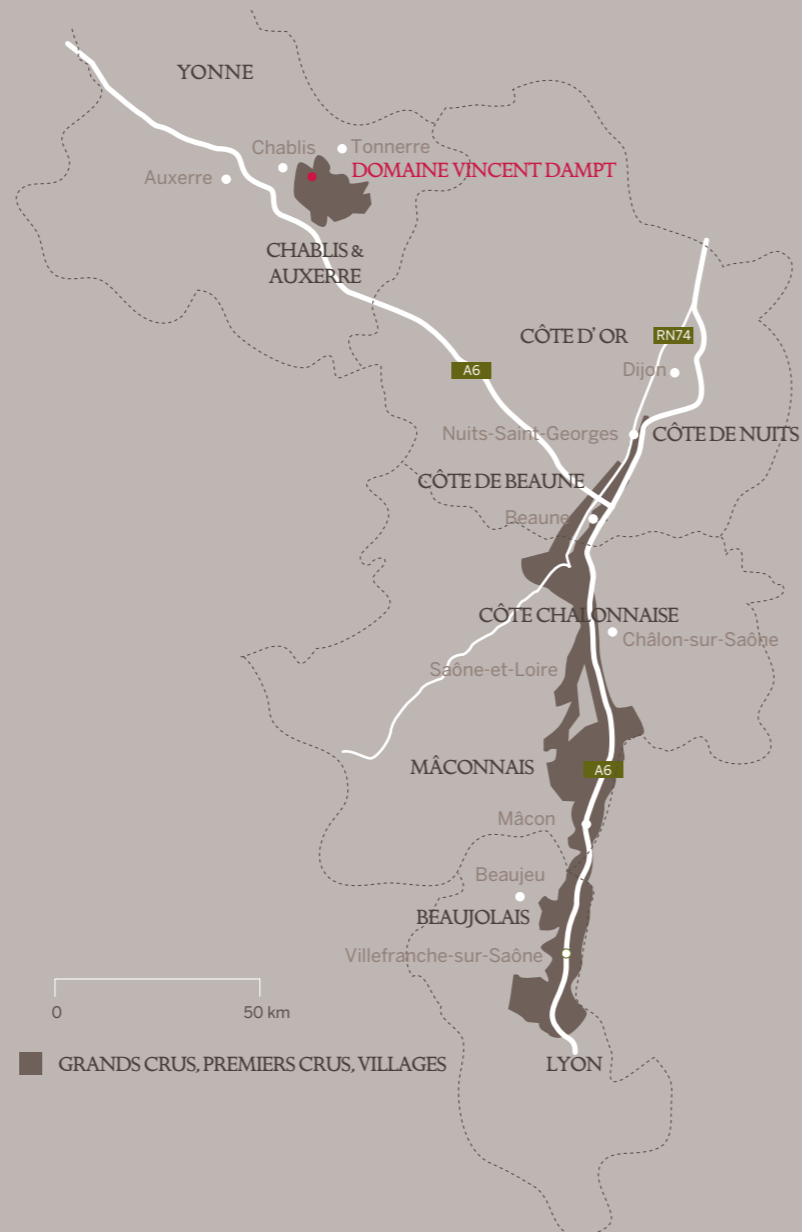 YONNE
Chablis
Tonnerre
Auxerre
DOMAINE VINCENT DAMPT
CHABLIS &
AUXERRE
CÔTE D' OR
RN74
A6
Dijon
Nuits-Saint-Georges
CÔTE DE NUITS
CÔTE DE BEAUNE
Beaune
CÔTE CHALONNAISE
Châlon-sur-Saône
Saône-et-Loire
MÂCONNAIS
A6
Mâcon
Beaujeu
BEAUJOLAIS
Villefranche-sur-Saône
0
50 km
GRANDS CRUS, PREMIERS CRUS, VILLAGES
LYON